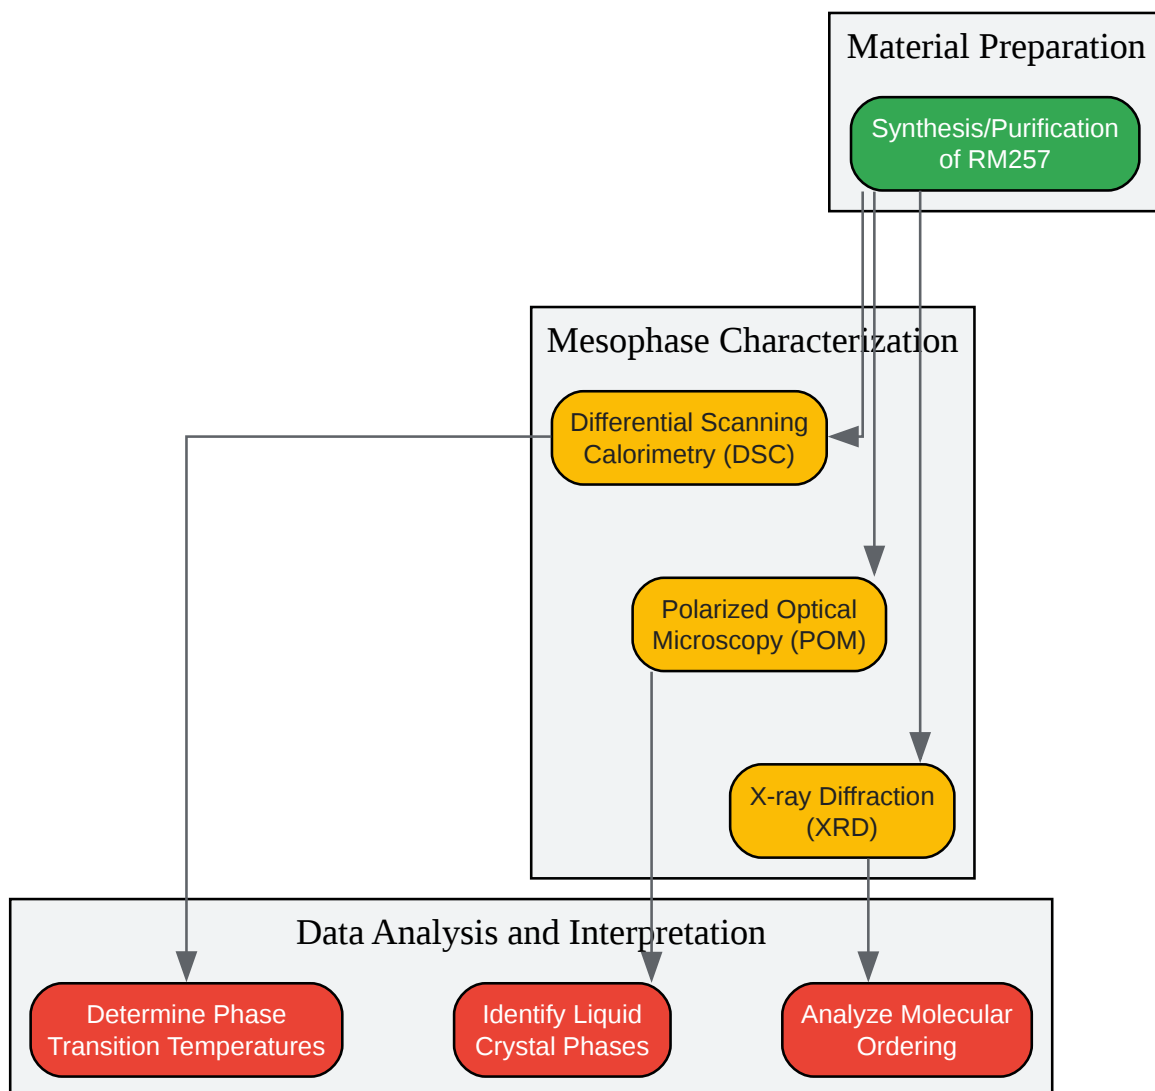 Material Preparation
Synthesis/Purification
of RM257
Mesophase Characterization
Differential Scanning
Calorimetry (DSC)
Polarized Optical
Microscopy (POM)
X-ray Diffraction
(XRD)
Data Analysis and Interpretation
Determine Phase
Transition Temperatures
Identify Liquid
Crystal Phases
Analyze Molecular
Ordering